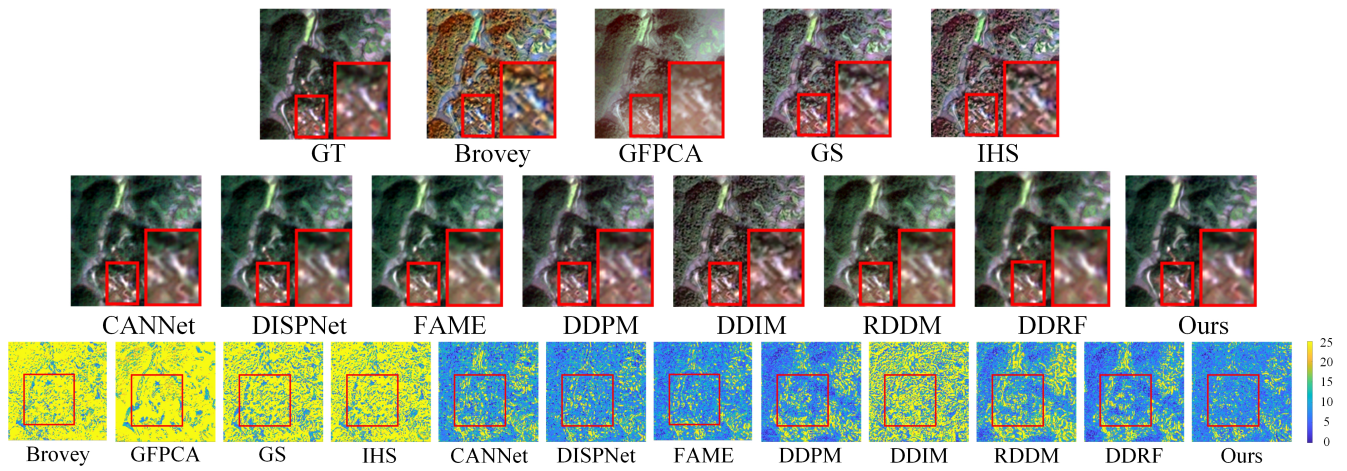 GT Brovey GFPCA GS IHS
CANNet DISPNet FAME DDPM DDIM RDDM DDRF Ours
25
20
15
10
5
0
Brovey GFPCA GS IHS CANNet DISPNet FAME DDPM DDIM RDDM DDRF Ours